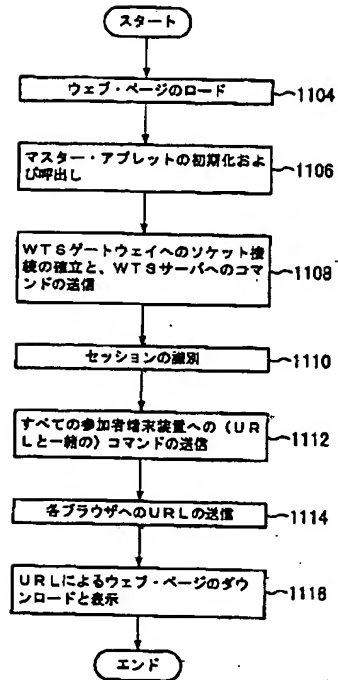 スタート
ウェブ・ページのロード
1104
マスター・アプレットの初期化およ
び呼出し
1106
WTSゲートウェイへのソケット接
続の確立と、WTSサーバへのコマ
ンドの送信
1108
セッションの識別
1110
すべての参加者端末装置への(UR
Lと一緒の)コマンドの送信
1112
各ブラウザへのURLの送信
1114
URLによるウェブ・ページのダウ
ンロードと表示
1116
エンド